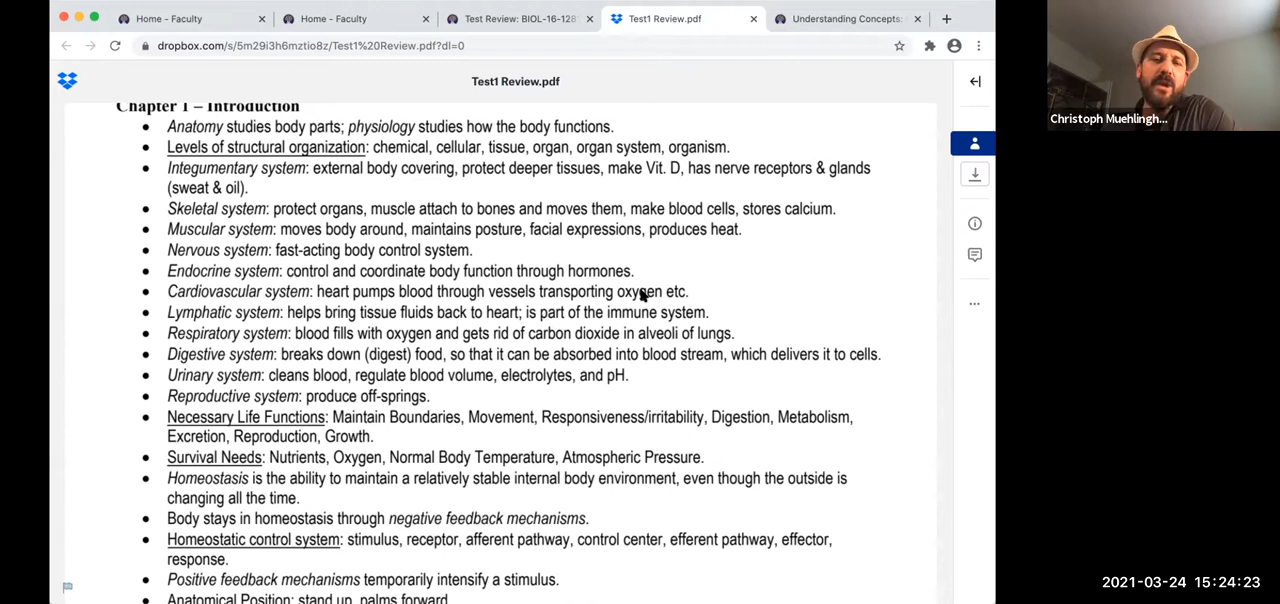 Home - Faculty
Home - Faculty
Test Review: BIOL-16-128
Test1 Review.pdf
Understanding Concepts:
dropbox.com/s/5m29i3h6mztio8z/Test1%20Review.pdf?dl=0
Test1 Review.pdf
Christoph Muehlingh...
Chapter 1 – Introduction
• Anatomy studies body parts; physiology studies how the body functions.
• Levels of structural organization: chemical, cellular, tissue, organ, organ system, organism.
• Integumentary system: external body covering, protect deeper tissues, make Vit. D, has nerve receptors & glands
(sweat & oil).
• Skeletal system: protect organs, muscle attach to bones and moves them, make blood cells, stores calcium.
• Muscular system: moves body around, maintains posture, facial expressions, produces heat.
• Nervous system: fast-acting body control system.
• Endocrine system: control and coordinate body function through hormones.
• Cardiovascular system: heart pumps blood through vessels transporting oxygen etc.
• Lymphatic system: helps bring tissue fluids back to heart; is part of the immune system.
• Respiratory system: blood fills with oxygen and gets rid of carbon dioxide in alveoli of lungs.
• Digestive system: breaks down (digest) food, so that it can be absorbed into blood stream, which delivers it to cells.
• Urinary system: cleans blood, regulate blood volume, electrolytes, and pH.
• Reproductive system: produce off-springs.
• Necessary Life Functions: Maintain Boundaries, Movement, Responsiveness/irritability, Digestion, Metabolism,
Excretion, Reproduction, Growth.
• Survival Needs: Nutrients, Oxygen, Normal Body Temperature, Atmospheric Pressure.
• Homeostasis is the ability to maintain a relatively stable internal body environment, even though the outside is
changing all the time.
• Body stays in homeostasis through negative feedback mechanisms.
• Homeostatic control system: stimulus, receptor, afferent pathway, control center, efferent pathway, effector,
response.
• Positive feedback mechanisms temporarily intensify a stimulus.
• Anatomical Position: stand up, palms forward
2021-03-24 15:24:23